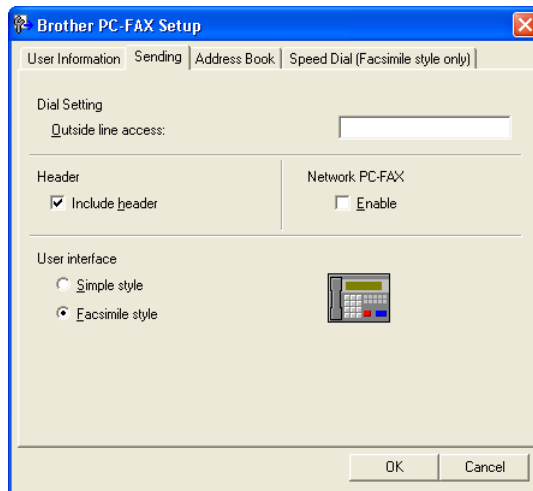 Brother PC-FAX Setup
User Information Sending Address Book Speed Dial (Facsimile style only)
Dial Setting
Outside line access:
Header Network PC-FAX
Include header Enable
User interface
Simple style
Facsimile style
OK Cancel